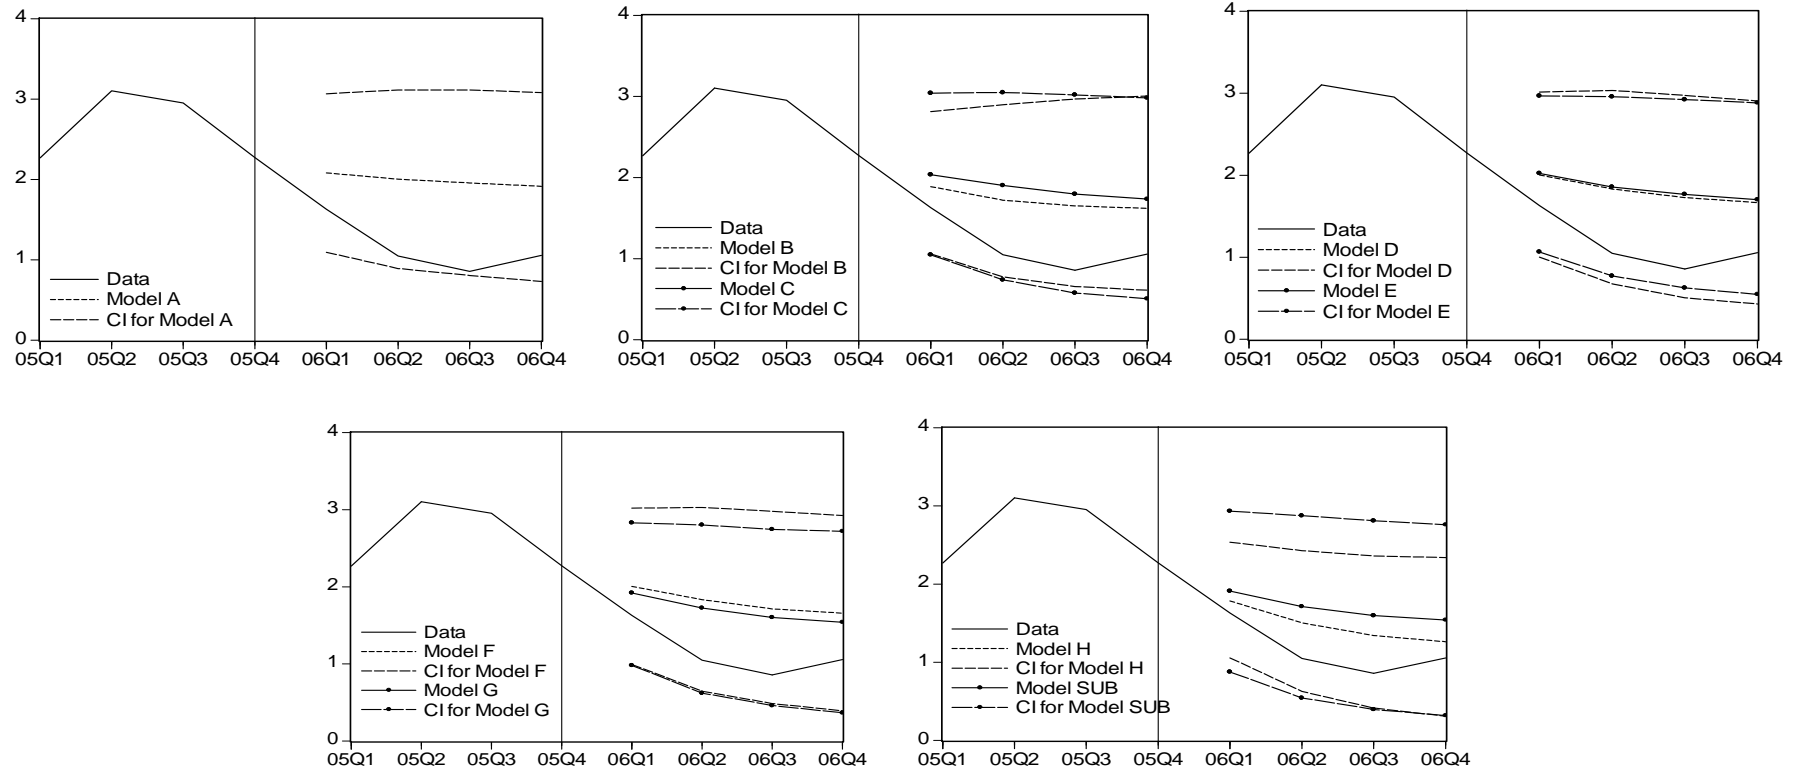 4
3
2
1
0
Data
Model A
CI for Model A
05Q1 05Q2 05Q3 05Q4 06Q1 06Q2 06Q3 06Q4
4
3
2
1
0
Data
Model B
CI for Model B
Model C
CI for Model C
05Q1 05Q2 05Q3 05Q4 06Q1 06Q2 06Q3 06Q4
4
3
2
1
0
Data
Model D
CI for Model D
Model E
CI for Model E
05Q1 05Q2 05Q3 05Q4 06Q1 06Q2 06Q3 06Q4
4
3
2
1
0
Data
Model F
CI for Model F
Model G
CI for Model G
05Q1 05Q2 05Q3 05Q4 06Q1 06Q2 06Q3 06Q4
4
3
2
1
0
Data
Model H
CI for Model H
Model SUB
CI for Model SUB
05Q1 05Q2 05Q3 05Q4 06Q1 06Q2 06Q3 06Q4